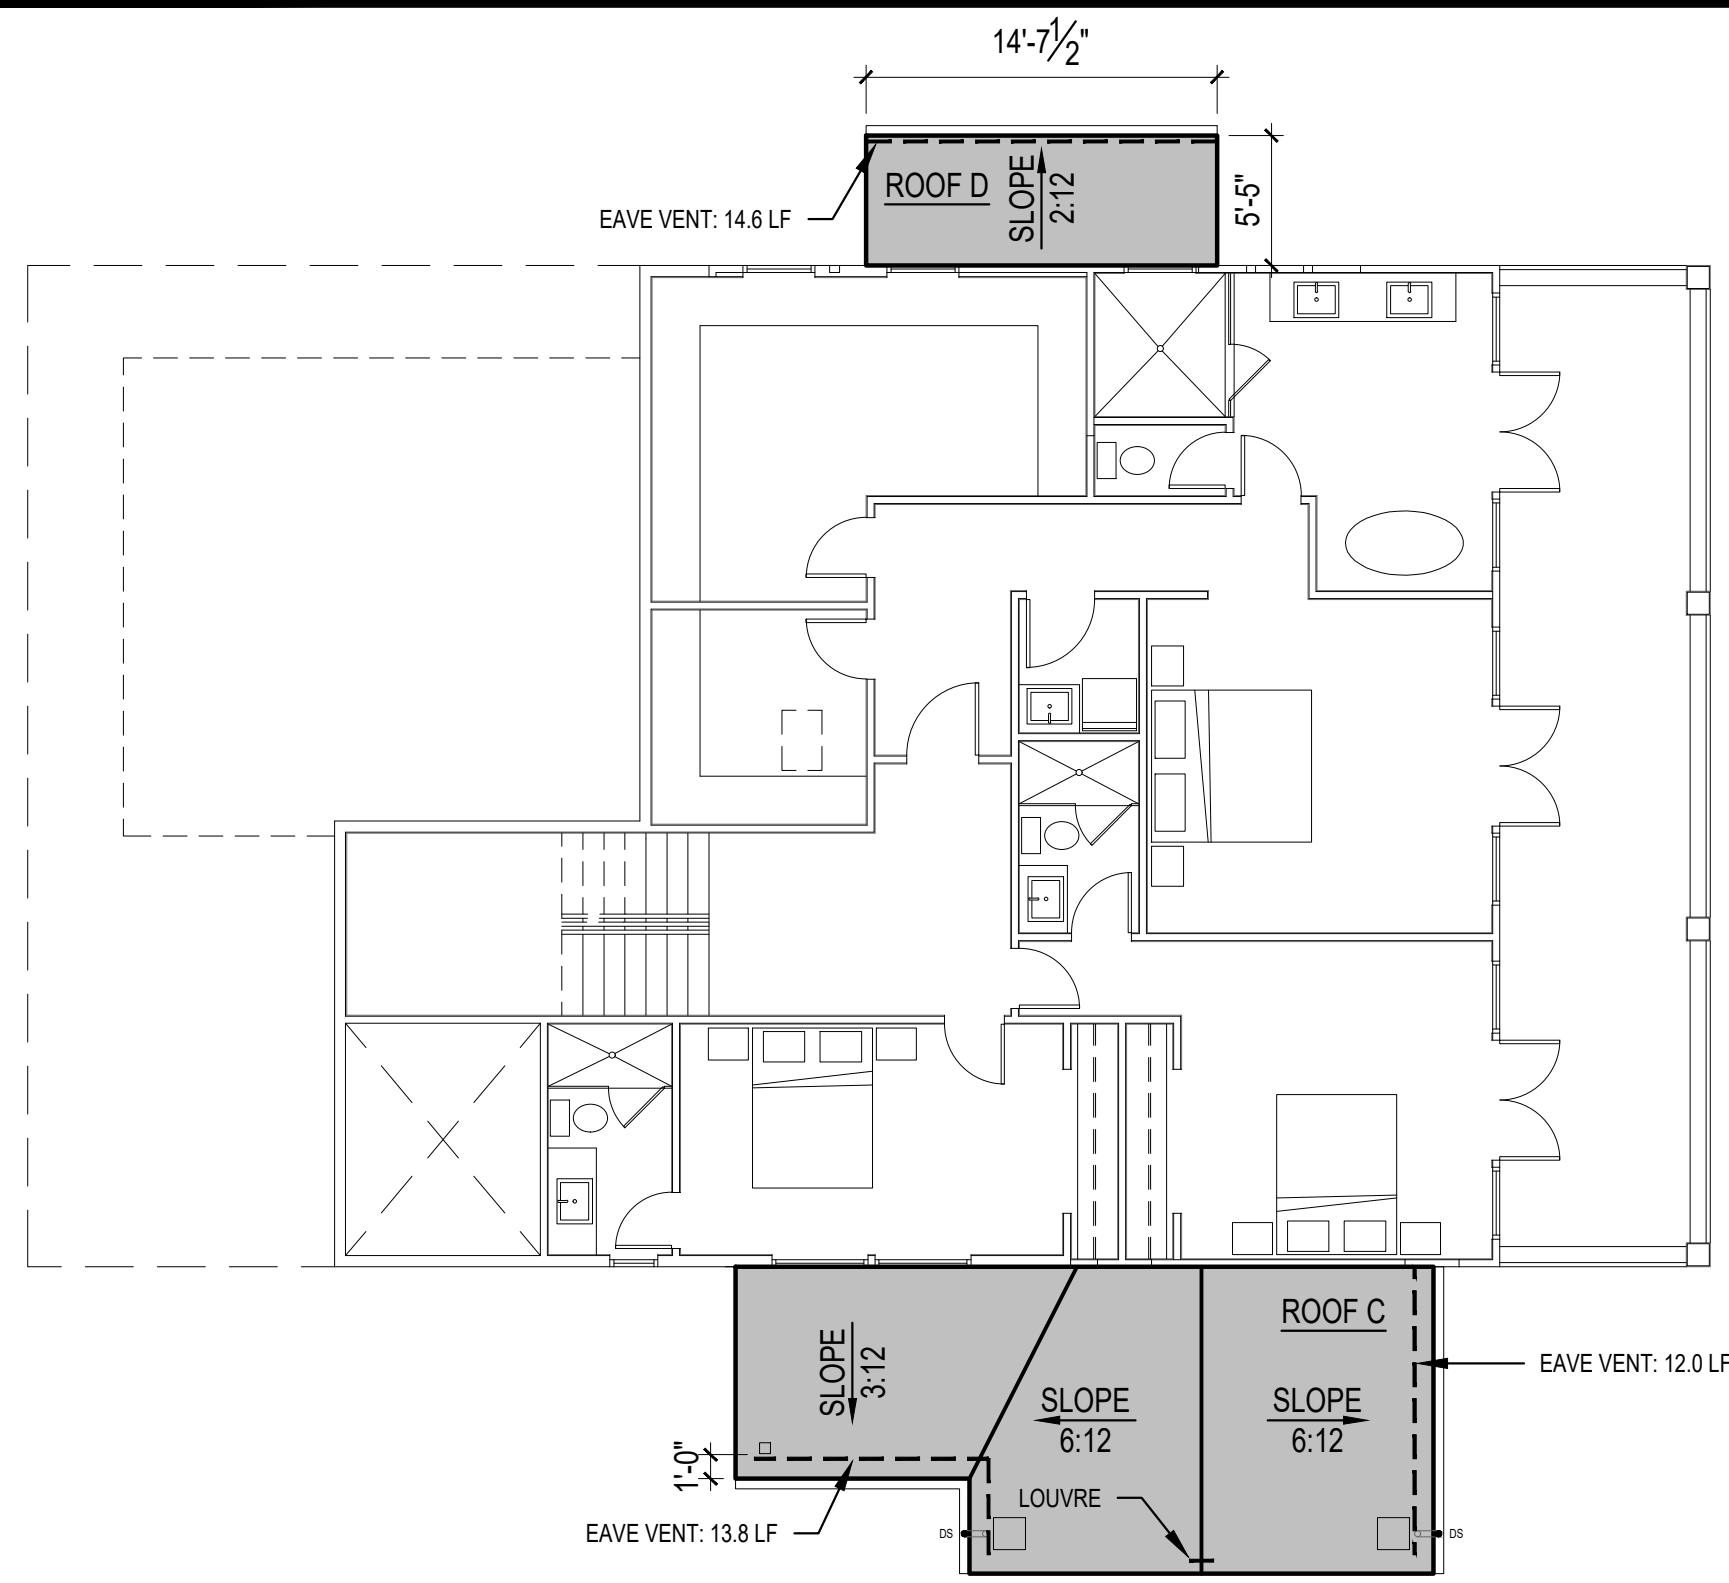 14'-7 1/2"
ROOF D
SLOPE
2:12
5'-5"
EAVE VENT: 14.6 LF
ROOF C
SLOPE
3:12
EAVE VENT: 12.0 LF
SLOPE
6:12
SLOPE
6:12
1'-0"
LOUVRE
EAVE VENT: 13.8 LF
DS
DS